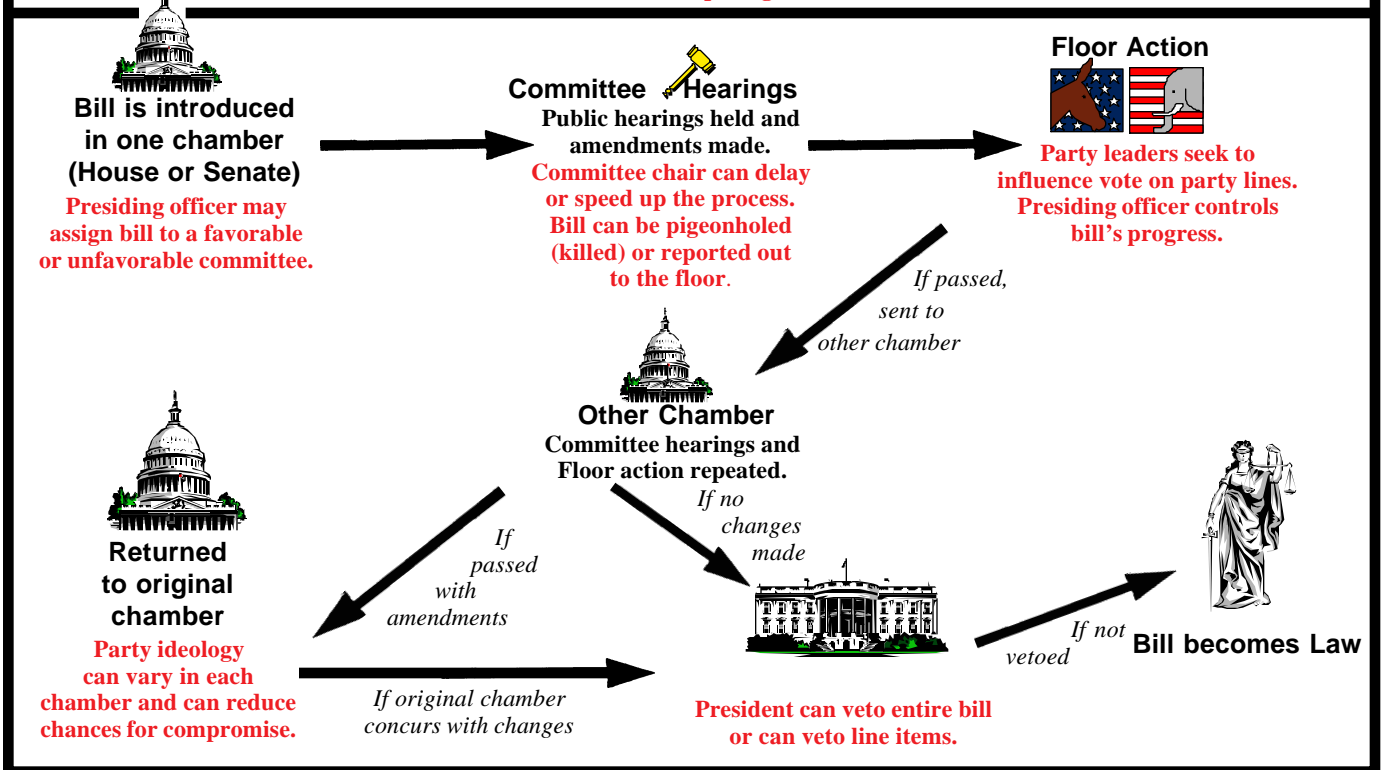 Bill is introduced
in one chamber
(House or Senate)
Presiding officer may
assign bill to a favorable
or unfavorable committee.
Committee Hearings
Public hearings held and
amendments made.
Committee chair can delay
or speed up the process.
Bill can be pigeonholed
(killed) or reported out
to the floor.
Floor Action
Party leaders seek to
influence vote on party lines.
Presiding officer controls
bill's progress.
If passed,
sent to
other chamber
Other Chamber
Committee hearings and
Floor action repeated.
If
passed
with
amendments
If no
changes
made
Returned
to original
chamber
Party ideology
can vary in each
chamber and can reduce
chances for compromise.
If original chamber
concurs with changes
President can veto entire bill
or can veto line items.
If not
vetoed
Bill becomes Law